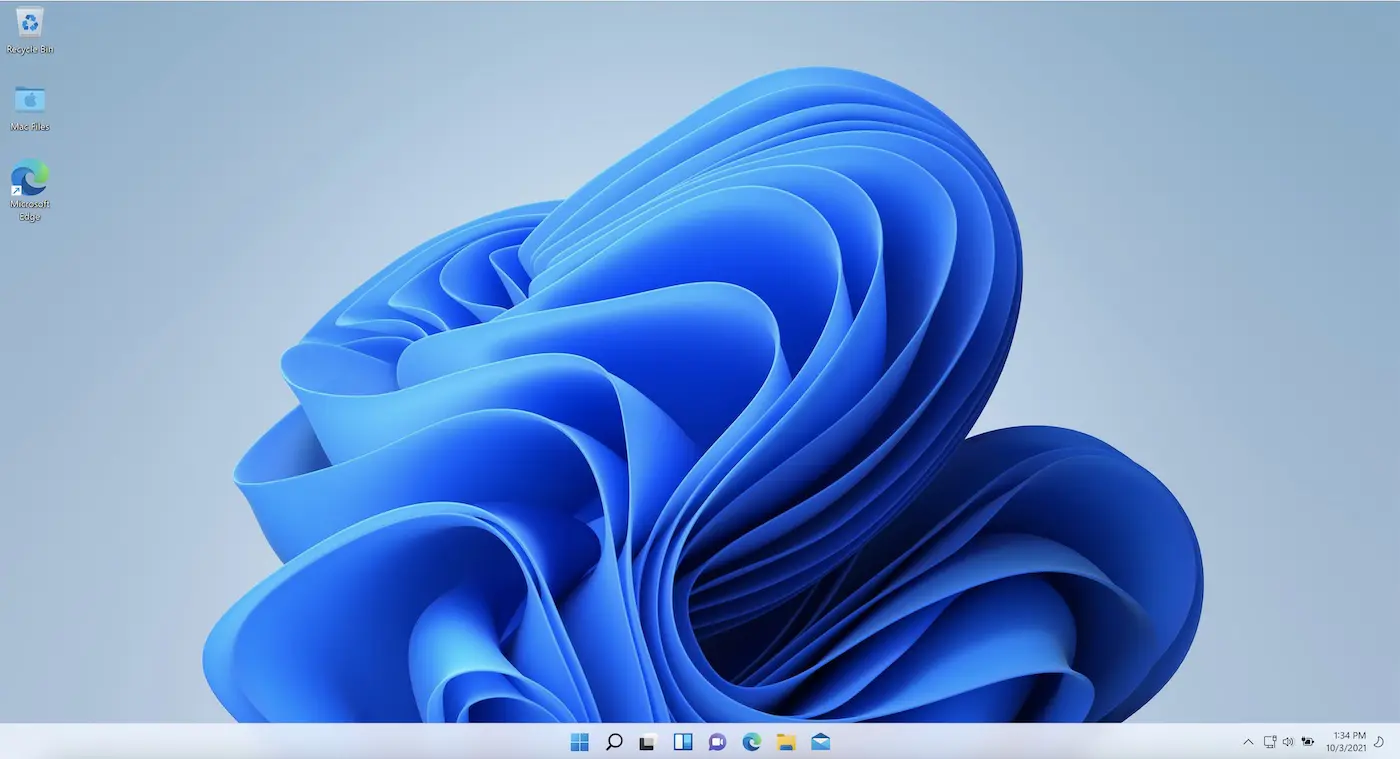 Recycle Bin
Mac Files
Microsoft
Edge
1:34 PM
10/3/2021